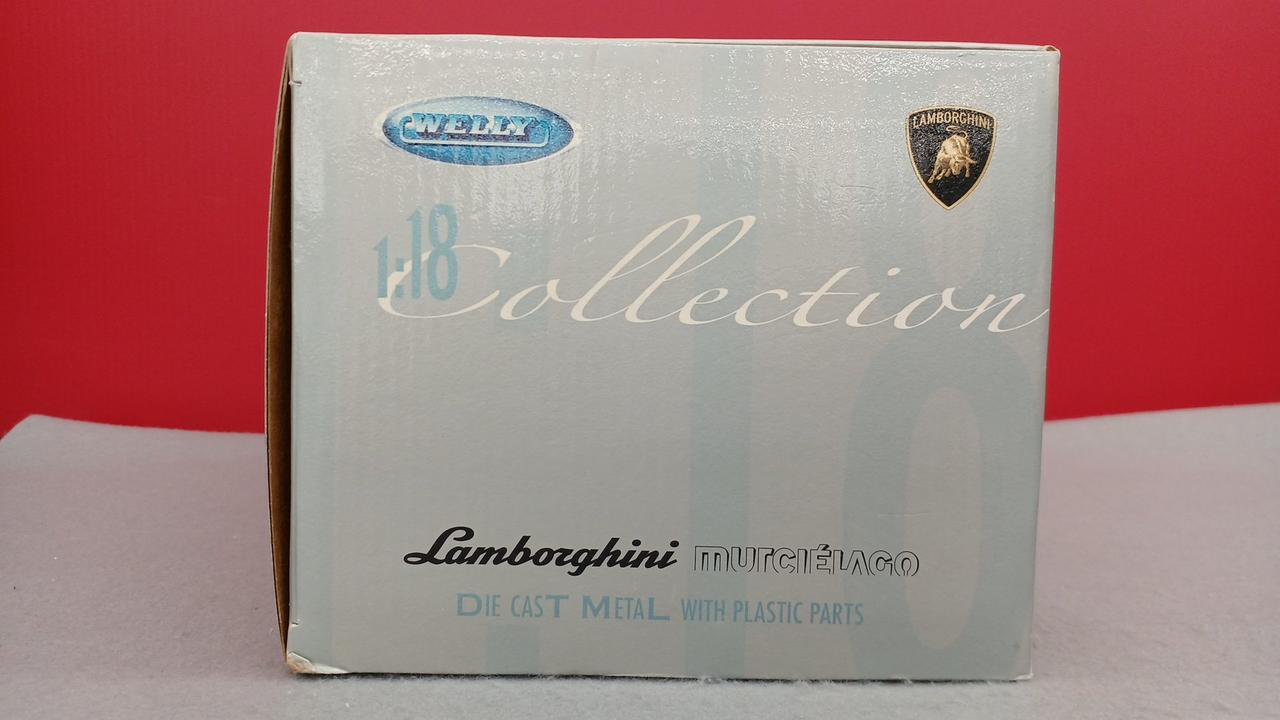 WELLY
LAMBORGHINI
1:18 Collection
Lamborghini MURCIÉLAGO
DIE CAST METAL WITH PLASTIC PARTS